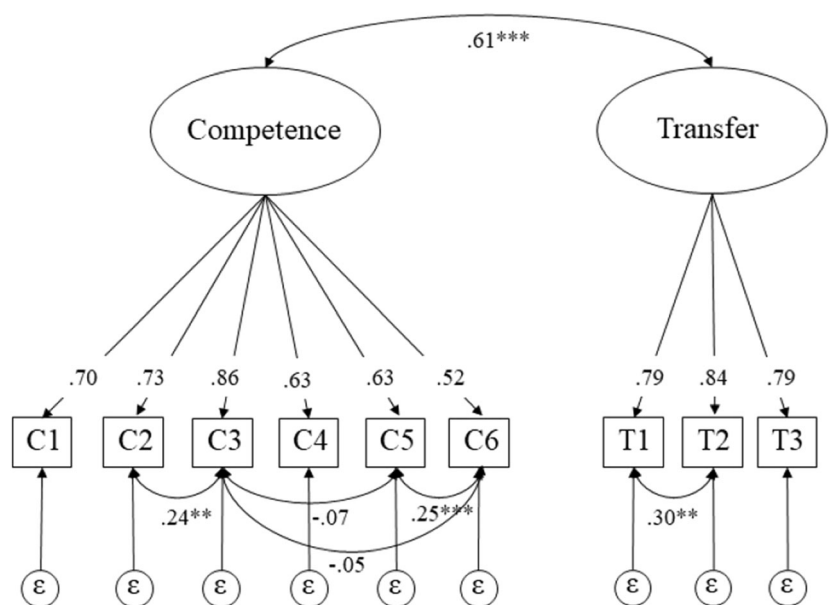 .61***
Competence Transfer
.70 .73 .86 .63 .63 .52 .79 .84 .79
C1 C2 C3 C4 C5 C6 T1 T2 T3
.24** -.07 .25*** .30**
-.05
ε ε ε ε ε ε ε ε ε